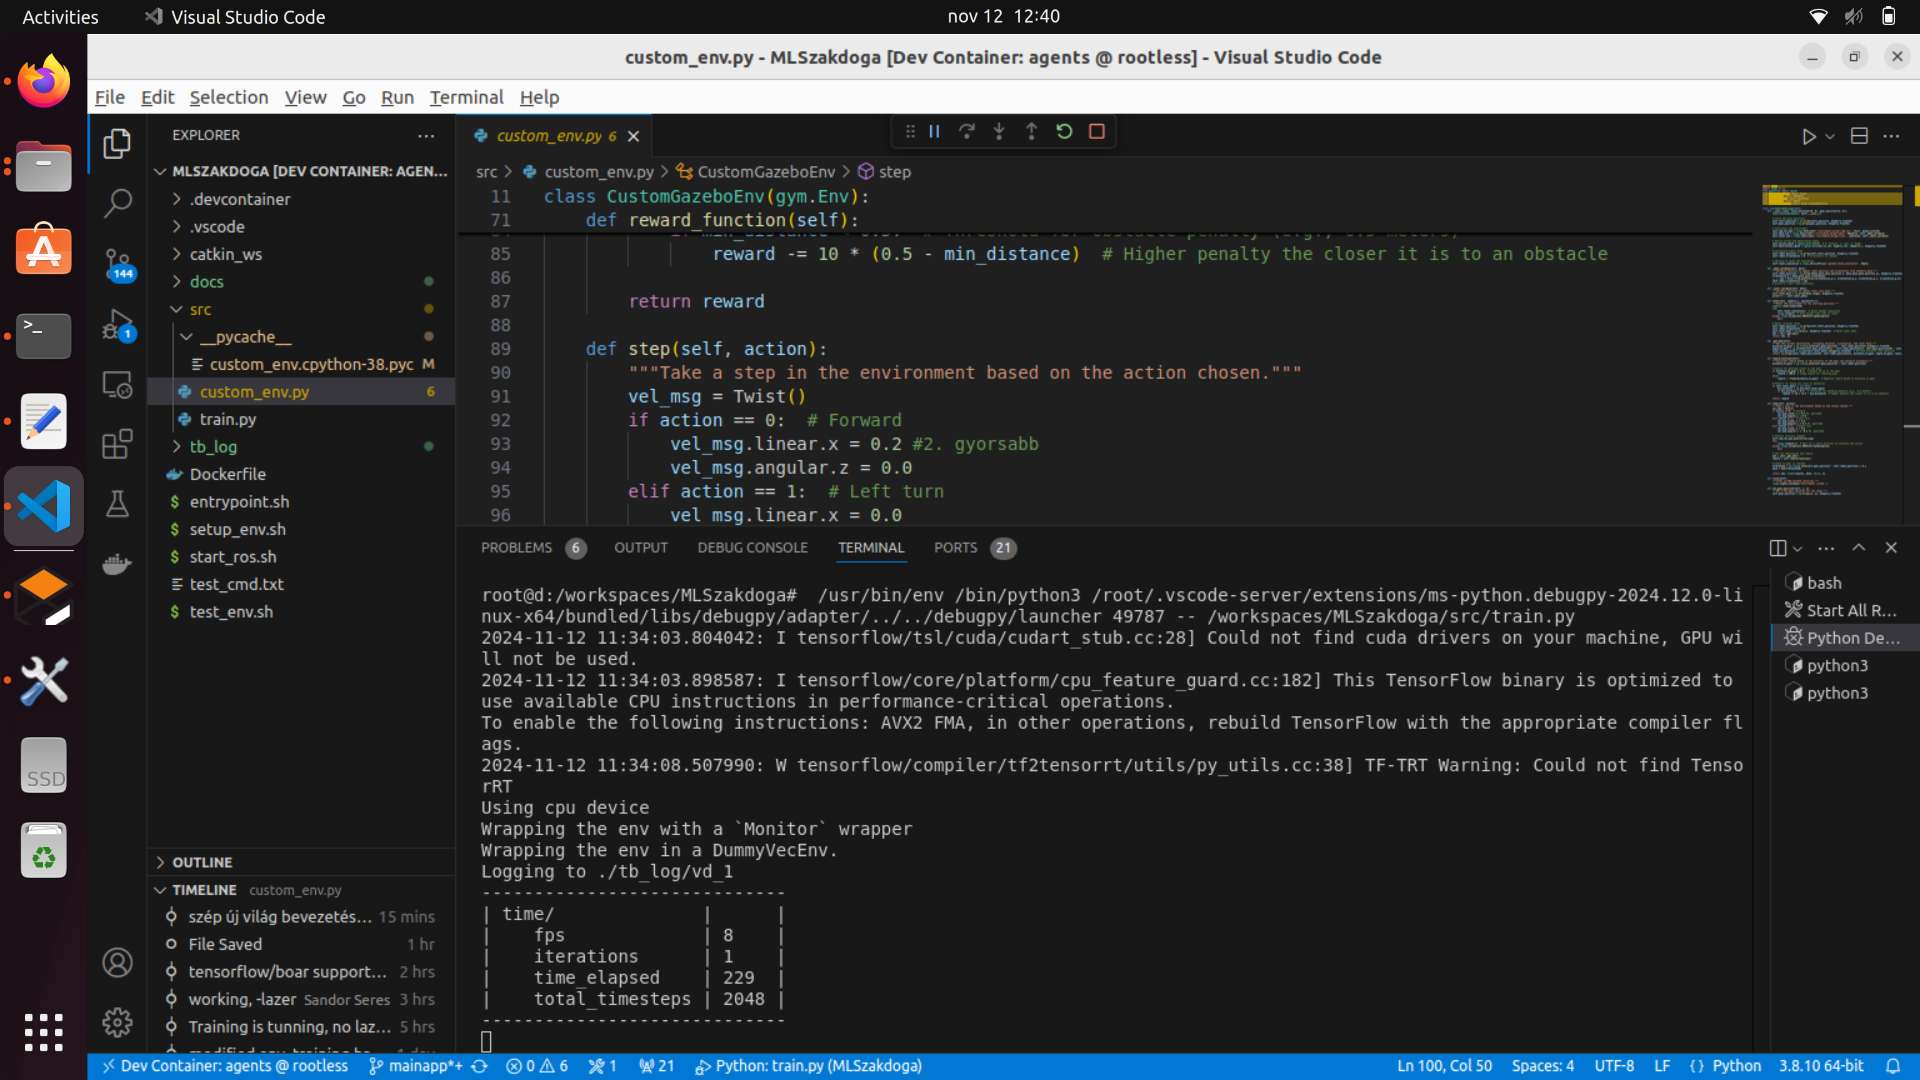 Activities
Visual Studio Code
nov 12 12:40
custom_env.py - MLSzakdoga [Dev Container: agents @ rootless] - Visual Studio Code
File Edit Selection View Go Run Terminal Help
EXPLORER
MLSZAKDOGA [DEV CONTAINER: AGEN...
.devcontainer
.vscode
catkin_ws
docs
src
__pycache__
custom_env.cpython-38.pyc M
custom_env.py 6
train.py
tb_log
Dockerfile
$ entrypoint.sh
$ setup_env.sh
$ start_ros.sh
test_cmd.txt
$ test_env.sh
144
1
OUTLINE
TIMELINE custom_env.py
szép új világ bevezetés... 15 mins
File Saved 1 hr
tensorflow/boar support... 2 hrs
working, -lazer Sandor Seres 3 hrs
Training is tunning, no laz... 5 hrs
SSD
custom_env.py 6
src > custom_env.py > CustomGazeboEnv > step
11 class CustomGazeboEnv(gym.Env):
71 def reward_function(self):
85 reward -= 10 * (0.5 - min_distance) # Higher penalty the closer it is to an obstacle
86
87 return reward
88
89 def step(self, action):
90 """Take a step in the environment based on the action chosen."""
91 vel_msg = Twist()
92 if action == 0: # Forward
93 vel_msg.linear.x = 0.2 #2. gyorsabb
94 vel_msg.angular.z = 0.0
95 elif action == 1: # Left turn
96 vel_msg.linear.x = 0.0
PROBLEMS 6 OUTPUT DEBUG CONSOLE TERMINAL PORTS 21
root@d:/workspaces/MLSzakdoga# /usr/bin/env /bin/python3 /root/.vscode-server/extensions/ms-python.debugpy-2024.12.0-li
nux-x64/bundled/libs/debugpy/adapter/../../debugpy/launcher 49787 -- /workspaces/MLSzakdoga/src/train.py
2024-11-12 11:34:03.804042: I tensorflow/tsl/cuda/cudart_stub.cc:28] Could not find cuda drivers on your machine, GPU wi
ll not be used.
2024-11-12 11:34:03.898587: I tensorflow/core/platform/cpu_feature_guard.cc:182] This TensorFlow binary is optimized to
use available CPU instructions in performance-critical operations.
To enable the following instructions: AVX2 FMA, in other operations, rebuild TensorFlow with the appropriate compiler fl
ags.
2024-11-12 11:34:08.507990: W tensorflow/compiler/tf2tensorrt/utils/py_utils.cc:38] TF-TRT Warning: Could not find Tenso
rRT
Using cpu device
Wrapping the env with a `Monitor` wrapper
Wrapping the env in a DummyVecEnv.
Logging to ./tb_log/vd_1
-----------------------------
| time/ | |
| fps | 8 |
| iterations | 1 |
| time_elapsed | 229 |
| total_timesteps | 2048 |
-----------------------------
bash
Start All R...
Python De...
python3
python3
Dev Container: agents @ rootless mainapp*+ 0 6 1 21 Python: train.py (MLSzakdoga) Ln 100, Col 50 Spaces: 4 UTF-8 LF {} Python 3.8.10 64-bit